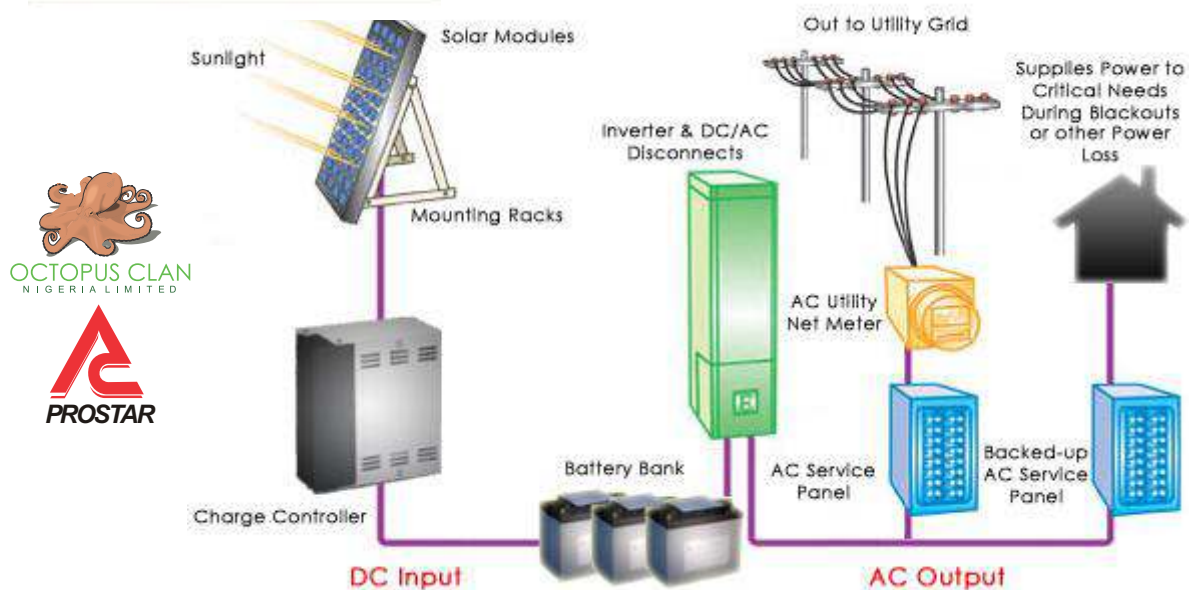 Sunlight
Solar Modules
Mounting Racks
OCTOPUS CLAN
NIGERIA LIMITED
PROSTAR
Charge Controller
DC Input
Battery Bank
Inverter & DC/AC
Disconnects
Out to Utility Grid
AC Utility
Net Meter
AC Service
Panel
Supplies Power to
Critical Needs
During Blackouts
or other Power
Loss
Backed-up
AC Service
Panel
AC Output